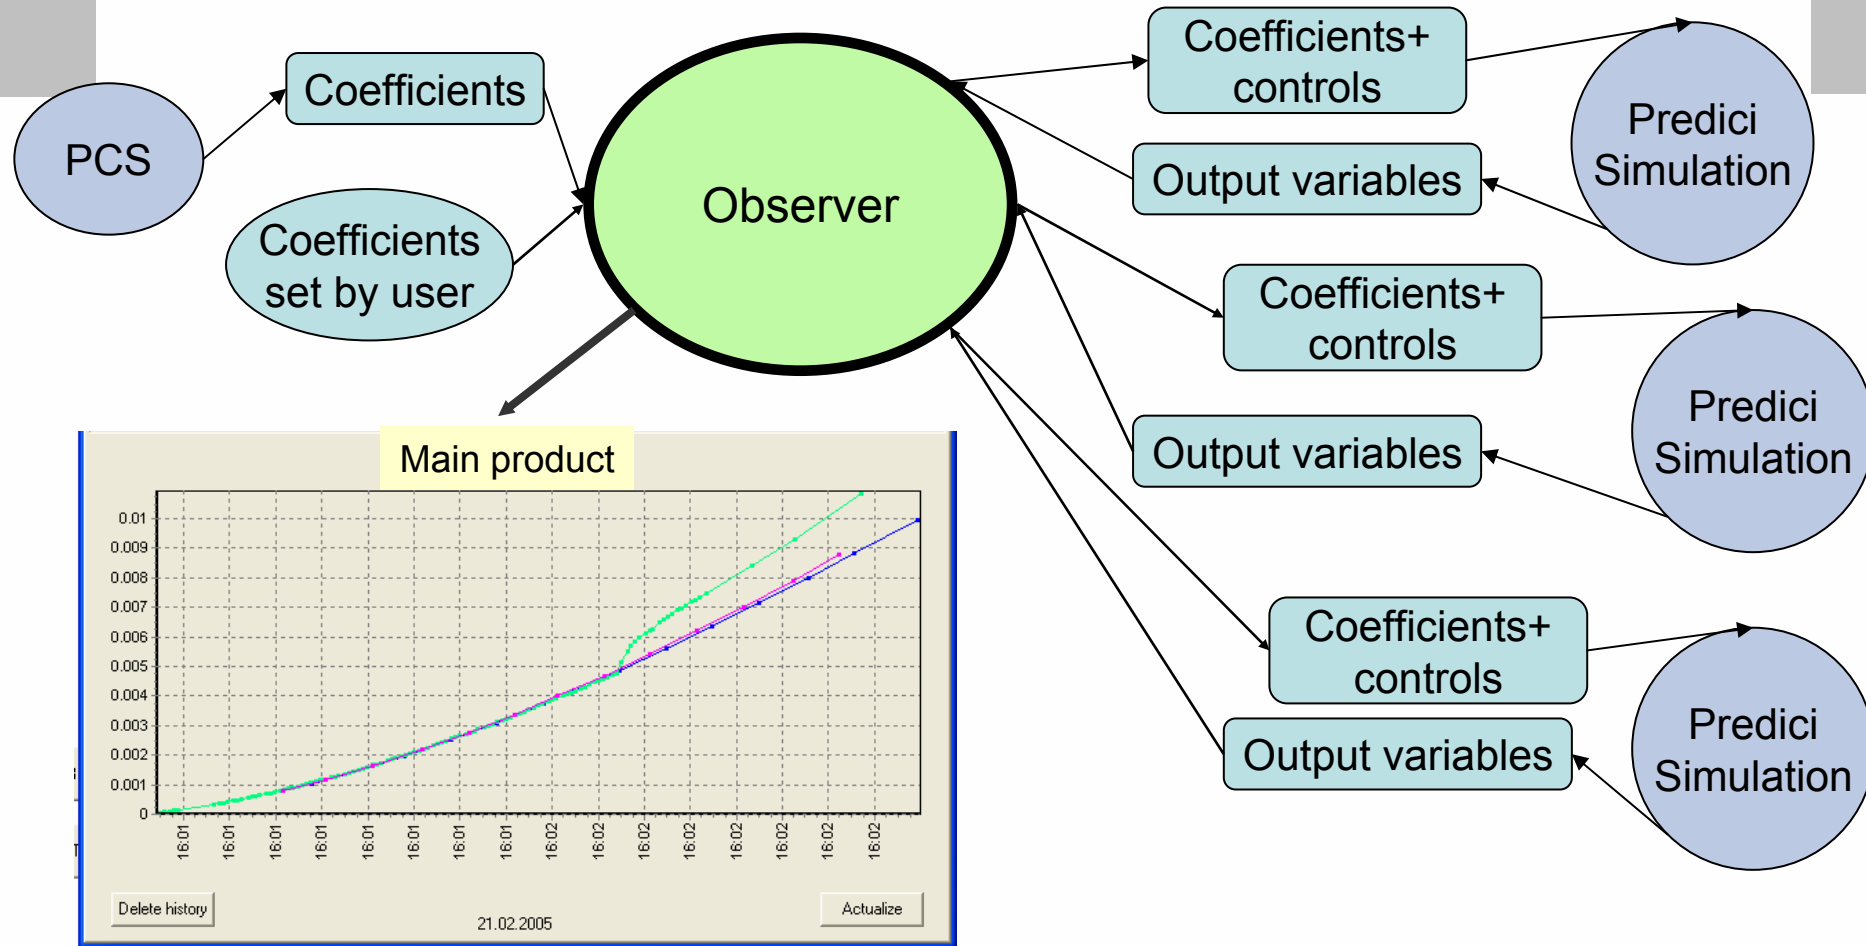 PCS
Coefficients
Coefficients
set by user
Observer
Coefficients+
controls
Output variables
Predici
Simulation
Coefficients+
controls
Output variables
Predici
Simulation
Coefficients+
controls
Output variables
Predici
Simulation
Main product
0.01
0.009
0.008
0.007
0.006
0.005
0.004
0.003
0.002
0.001
0
16:01
16:01
16:01
16:01
16:01
16:01
16:01
16:01
16:02
16:02
16:02
16:02
16:02
16:02
16:02
16:02
Delete history
21.02.2005
Actualize